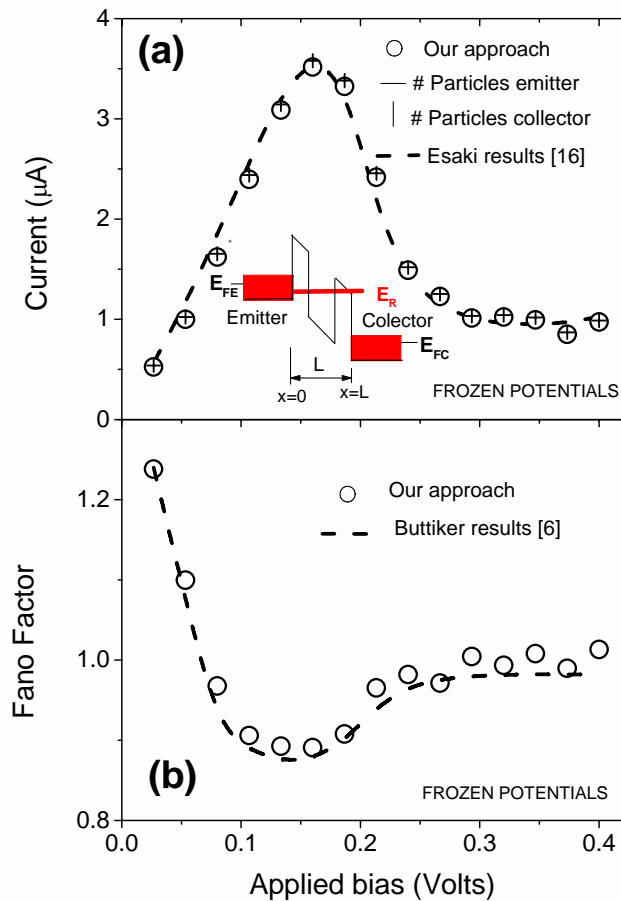 (a)
Our approach
# Particles emitter
# Particles collector
Esaki results [16]
Current (μA)
4
3
2
1
0
E_FE
Emitter
E_R
Colector
E_FC
L
x=0
x=L
FROZEN POTENTIALS
Our approach
Buttiker results [6]
Fano Factor
1.2
1.0
0.8
(b)
FROZEN POTENTIALS
0.0 0.1 0.2 0.3 0.4
Applied bias (Volts)